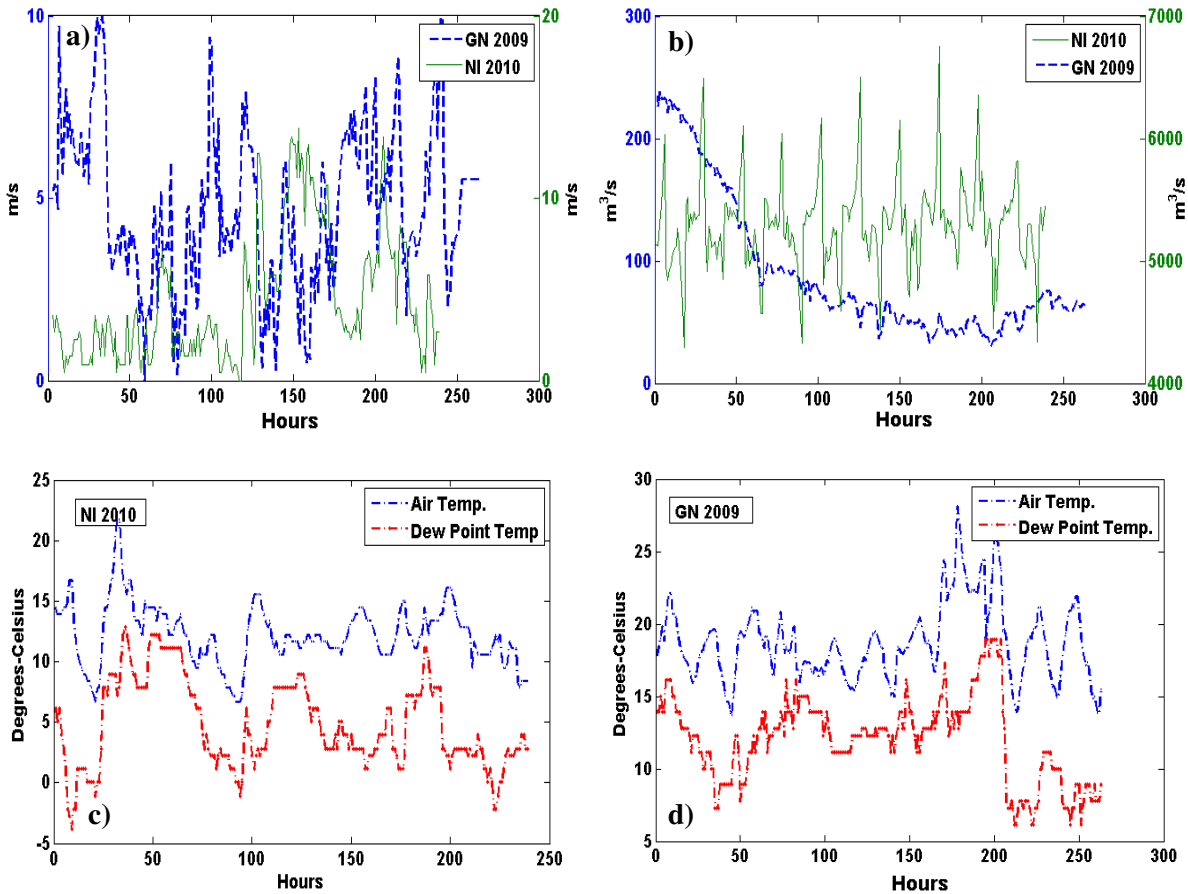 a)
GN 2009
NI 2010
10
5
0
m/s
20
10
0
m/s
0
50
100
150
200
250
300
Hours
b)
NI 2010
GN 2009
300
200
100
0
m³/s
7000
6000
5000
4000
m³/s
0
50
100
150
200
250
300
Hours
NI 2010
Air Temp.
Dew Point Temp
25
20
15
10
5
0
-5
Degrees-Celsius
c)
0
50
100
150
200
250
Hours
GN 2009
Air Temp.
Dew Point Temp.
30
25
20
15
10
5
Degrees-Celsius
d)
0
50
100
150
200
250
300
Hours